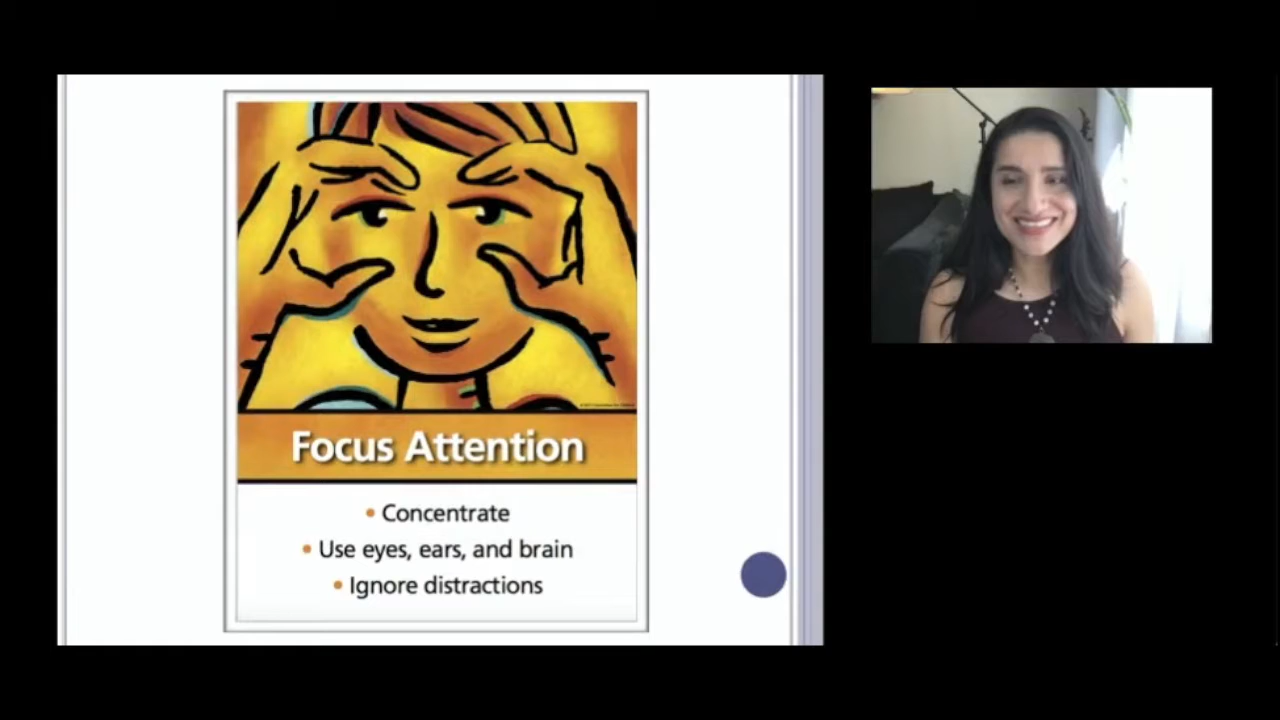 Focus Attention
• Concentrate
• Use eyes, ears, and brain
• Ignore distractions